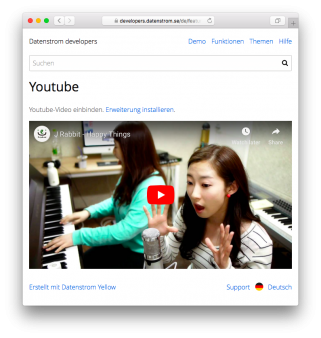 developers.datenstrom.se/de/feat
Datenstrom developers
Demo Funktionen Themen Hilfe
Suchen
Youtube
Youtube-Video einbinden. Erweiterung installieren.
J Rabbit - Happy Things
Watch later Share
Erstellt mit Datenstrom Yellow
Support Deutsch